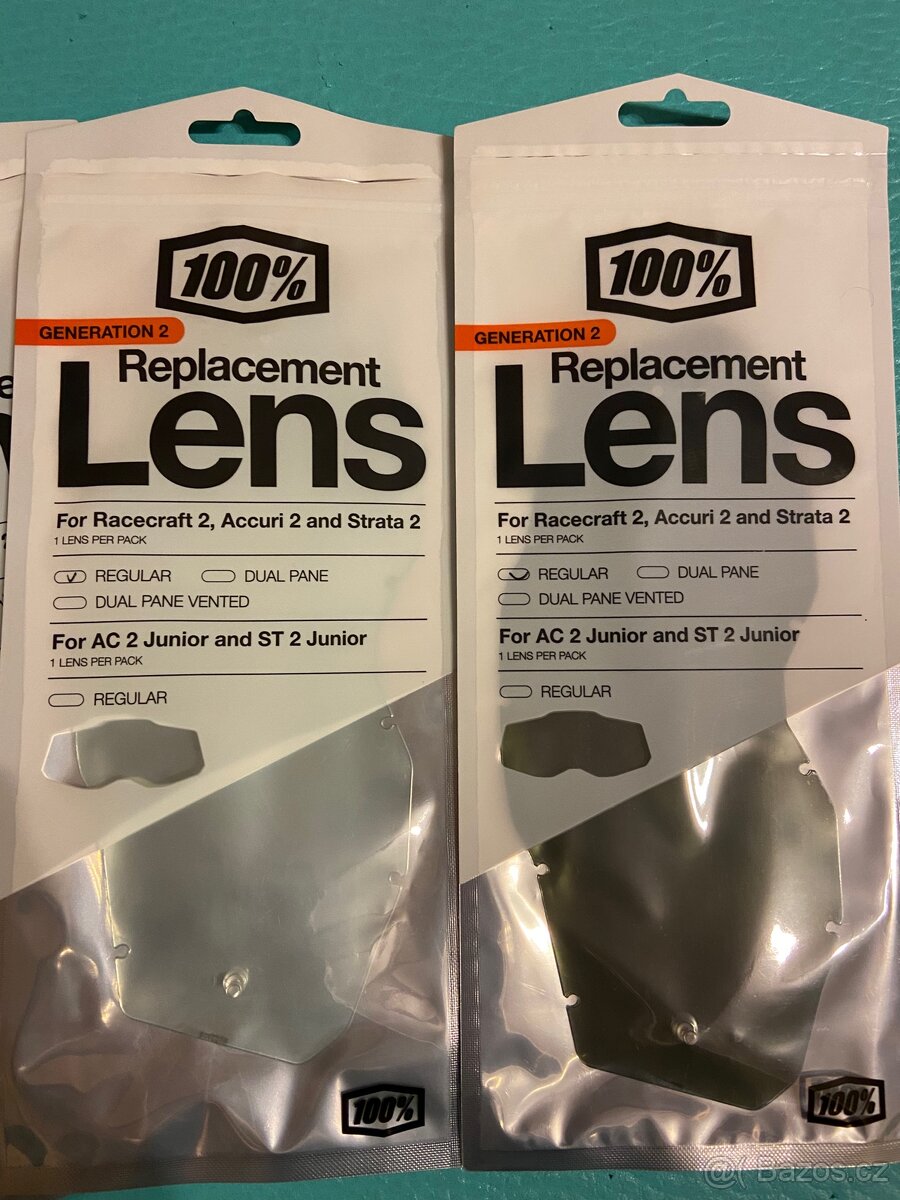 100%
GENERATION 2
Replacement
Lens
For Racecraft 2, Accuri 2 and Strata 2
1 LENS PER PACK
REGULAR DUAL PANE
DUAL PANE VENTED
For AC 2 Junior and ST 2 Junior
1 LENS PER PACK
REGULAR
100%
100%
GENERATION 2
Replacement
Lens
For Racecraft 2, Accuri 2 and Strata 2
1 LENS PER PACK
REGULAR DUAL PANE
DUAL PANE VENTED
For AC 2 Junior and ST 2 Junior
1 LENS PER PACK
REGULAR
100%
Bazos.cz